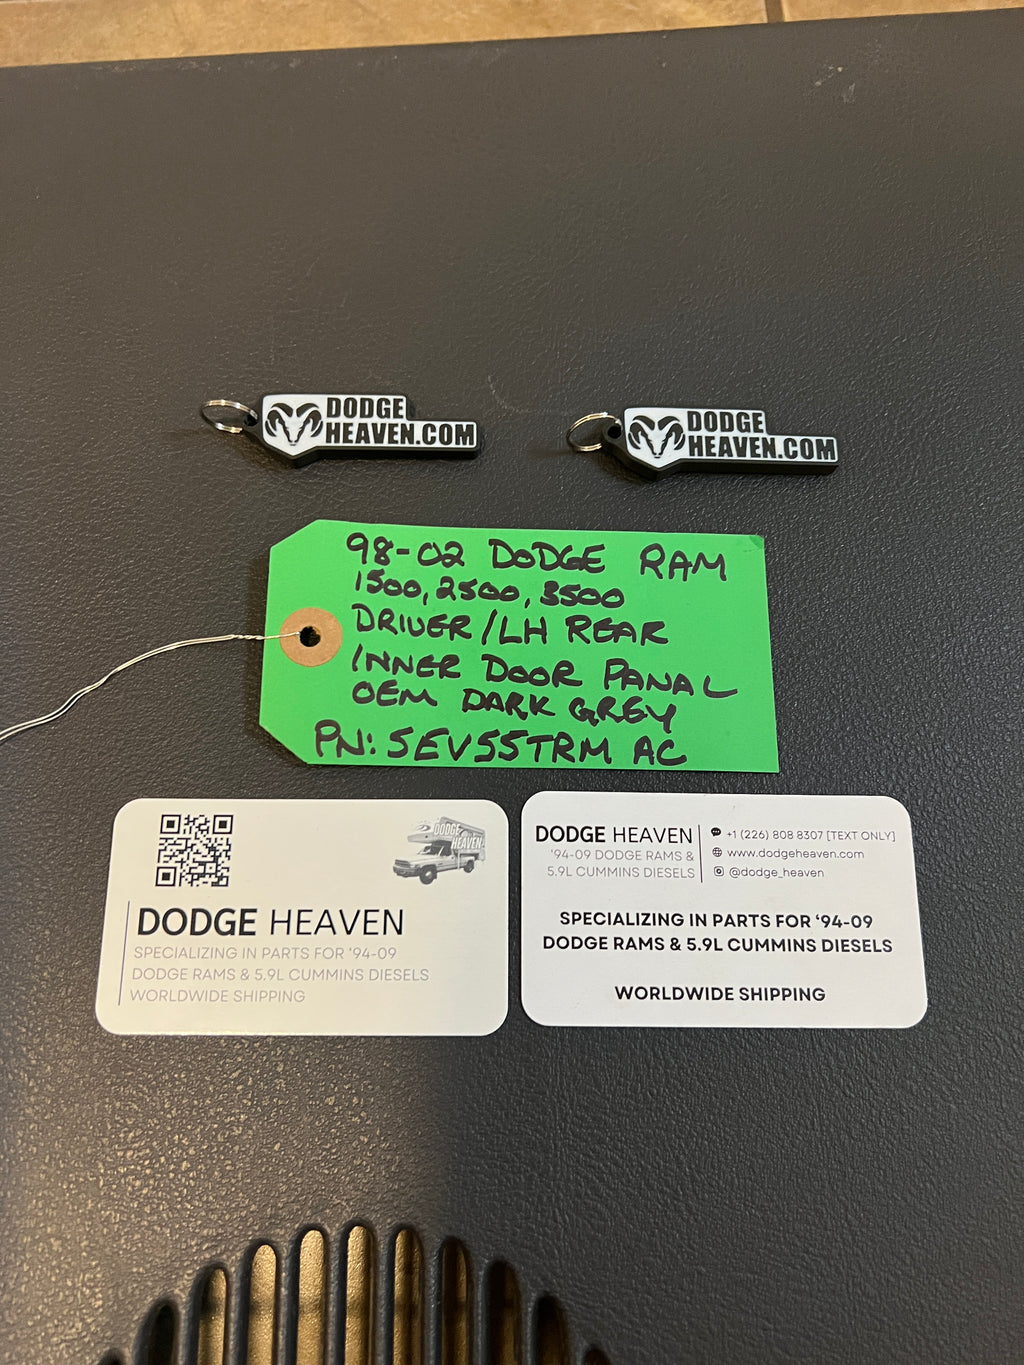 DODGE
HEAVEN.COM
DODGE
HEAVEN.COM
98-02 DODGE RAM
1500, 2500, 3500
DRIVER/LH REAR
INNER DOOR PANAL
OEM DARK GREY
PN: 5EV55TRM AC
DODGE
HEAVEN
DODGE HEAVEN
SPECIALIZING IN PARTS FOR '94-09
DODGE RAMS & 5.9L CUMMINS DIESELS
WORLDWIDE SHIPPING
DODGE HEAVEN
'94-09 DODGE RAMS &
5.9L CUMMINS DIESELS
+1 (226) 808 8307 [TEXT ONLY]
www.dodgeheaven.com
@dodge_heaven
SPECIALIZING IN PARTS FOR '94-09
DODGE RAMS & 5.9L CUMMINS DIESELS
WORLDWIDE SHIPPING